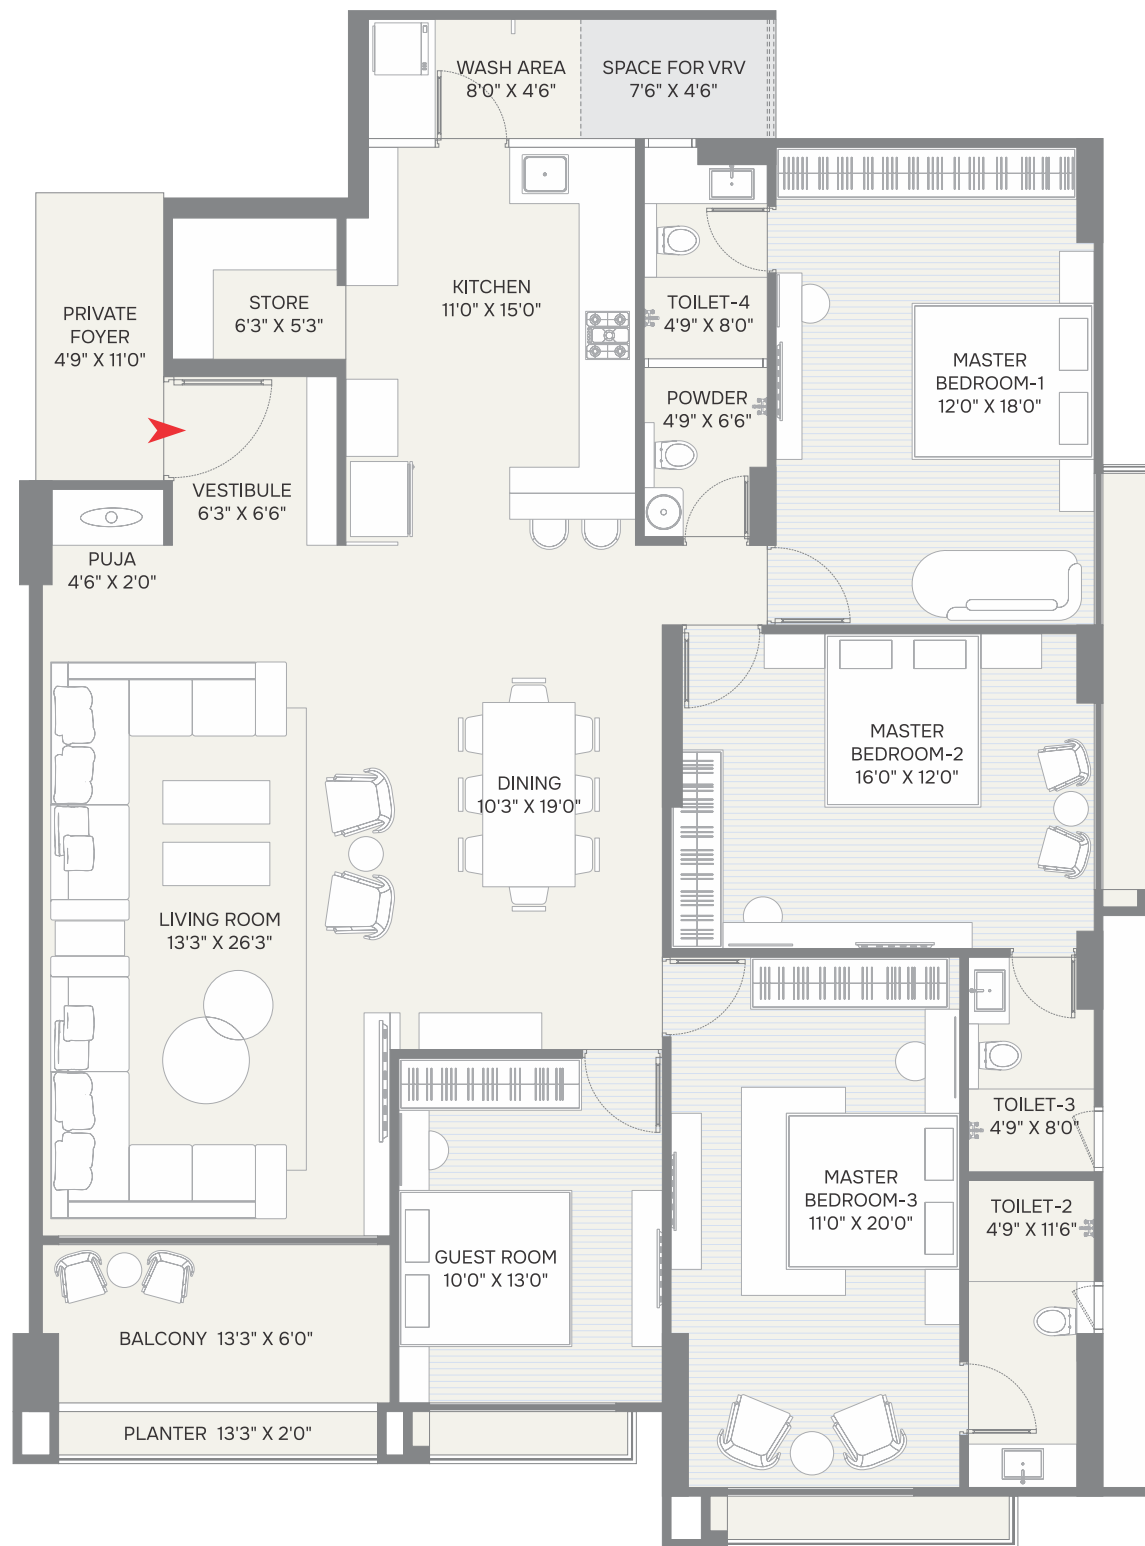 WASH AREA
8'0" X 4'6"
SPACE FOR VRV
7'6" X 4'6"
STORE
6'3" X 5'3"
KITCHEN
11'0" X 15'0"
TOILET-4
4'9" X 8'0"
PRIVATE
FOYER
4'9" X 11'0"
MASTER
BEDROOM-1
12'0" X 18'0"
POWDER
4'9" X 6'6"
VESTIBULE
6'3" X 6'6"
PUJA
4'6" X 2'0"
MASTER
BEDROOM-2
16'0" X 12'0"
DINING
10'3" X 19'0"
LIVING ROOM
13'3" X 26'3"
TOILET-3
4'9" X 8'0"
MASTER
BEDROOM-3
11'0" X 20'0"
TOILET-2
4'9" X 11'6"
GUEST ROOM
10'0" X 13'0"
BALCONY 13'3" X 6'0"
PLANTER 13'3" X 2'0"